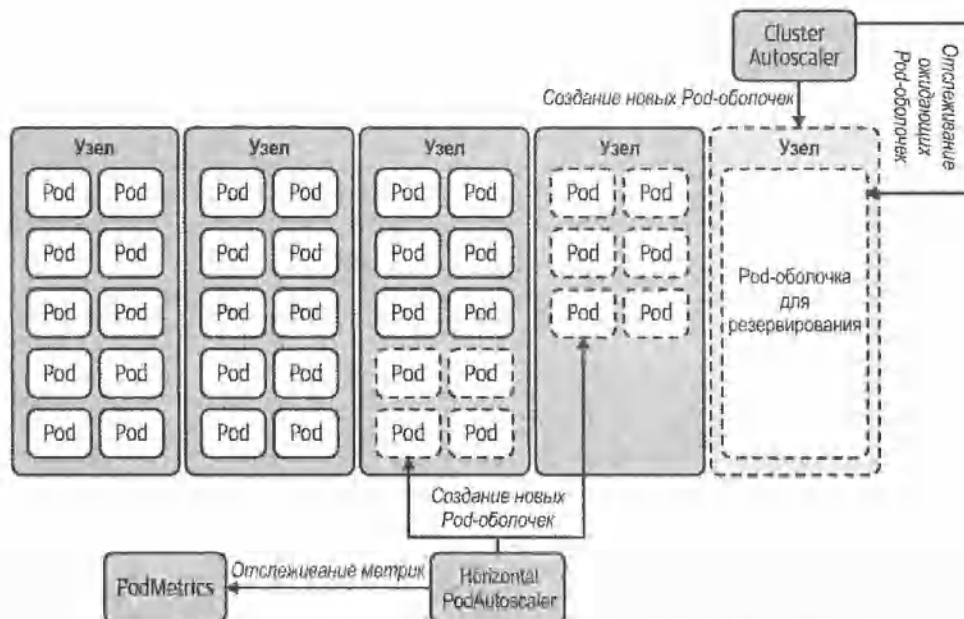 Cluster
Autoscaler
Отслеживание
ожидающих
Pod-оболочек
Создание новых Pod-оболочек
Узел Узел Узел Узел Узел
Pod Pod Pod Pod Pod Pod Pod Pod
Pod Pod Pod Pod Pod Pod Pod Pod
Pod Pod Pod Pod Pod Pod Pod Pod
Pod-оболочка
для
резервирования
Pod Pod Pod Pod Pod Pod
Pod Pod Pod Pod Pod Pod
Создание новых
Pod-оболочек
PodMetrics
Отслеживание метрик
Horizontal
PodAutoscaler